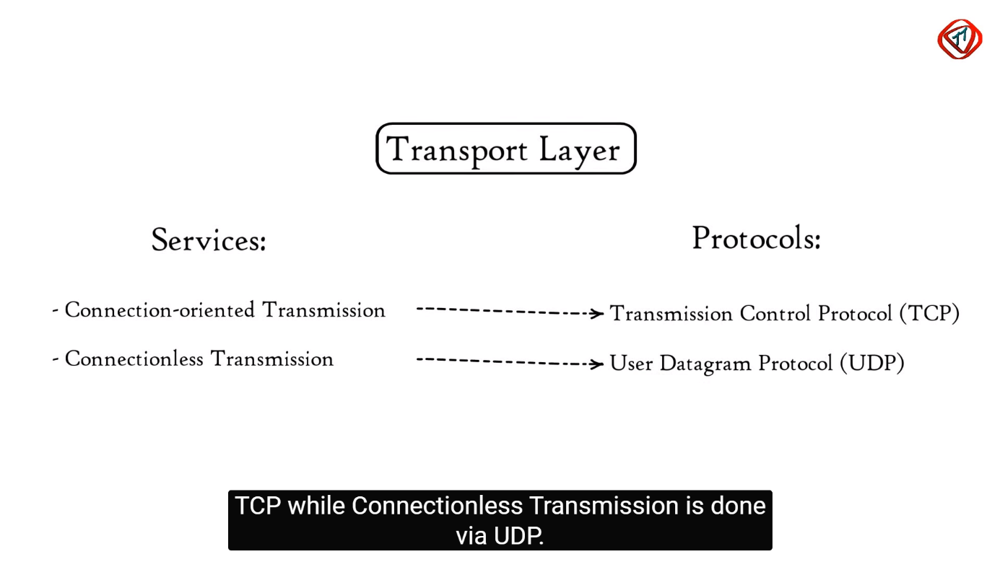 Transport Layer
Services:
Protocols:
- Connection-oriented Transmission
Transmission Control Protocol (TCP)
- Connectionless Transmission
User Datagram Protocol (UDP)
TCP while Connectionless Transmission is done
via UDP.